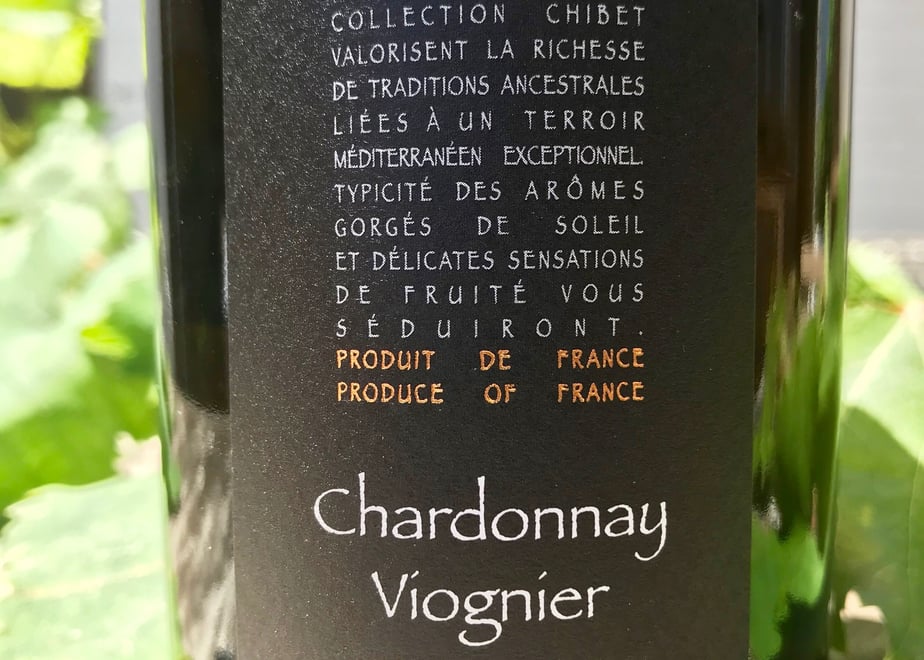 COLLECTION CHIBET
VALORISENT LA RICHESSE
DE TRADITIONS ANCESTRALES
LIÉES À UN TERROIR
MÉDITERRANÉEN EXCEPTIONNEL.
TYPICITÉ DES ARÔMES
GORGÉS DE SOLEIL
ET DÉLICATES SENSATIONS
DE FRUITÉ VOUS
SÉDUIRONT.
PRODUIT DE FRANCE
PRODUCE OF FRANCE
Chardonnay
Viognier